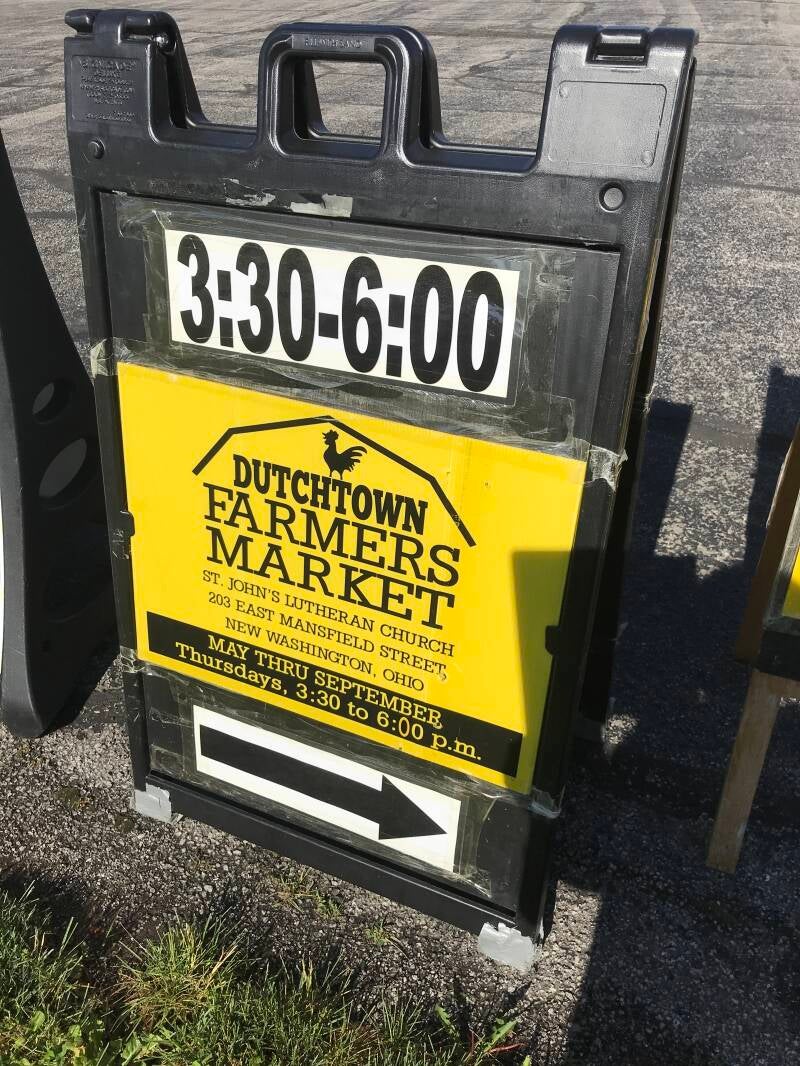 3:30-6:00
DUTCHTOWN
FARMERS
MARKET
ST. JOHN'S LUTHERAN CHURCH
203 EAST MANSFIELD STREET,
NEW WASHINGTON, OHIO
MAY THRU SEPTEMBER
Thursdays, 3:30 to 6:00 p.m.